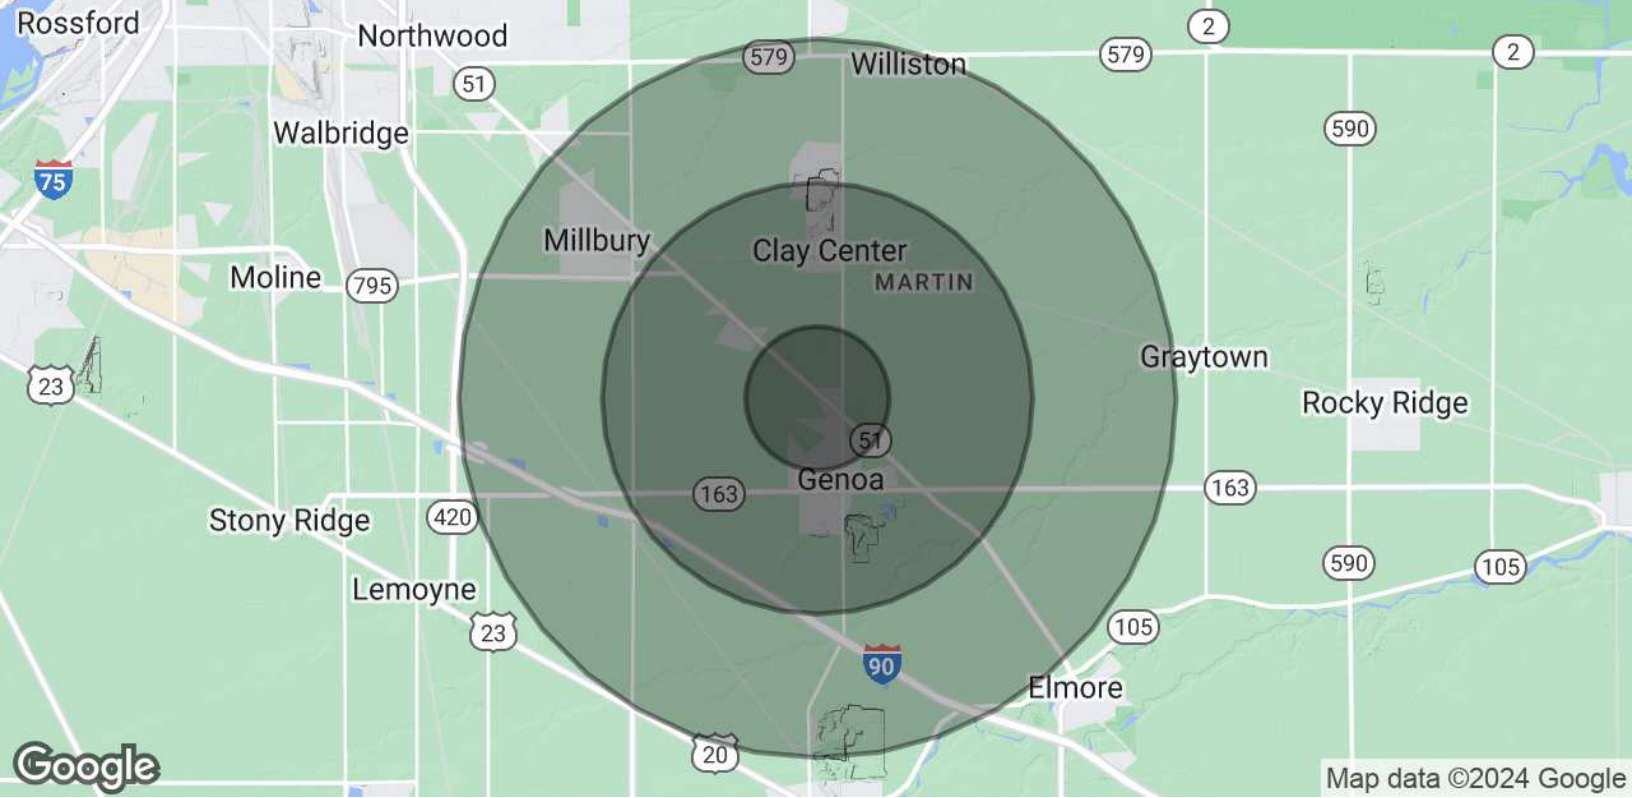 Rossford
Northwood
2
579
Williston
579
2
51
590
Walbridge
75
Millbury
Clay Center
MARTIN
Moline
795
Graytown
23
Rocky Ridge
51
Genoa
163
163
Stony Ridge
420
590
105
Lemoyne
23
105
90
Elmore
20
Google
Map data ©2024 Google